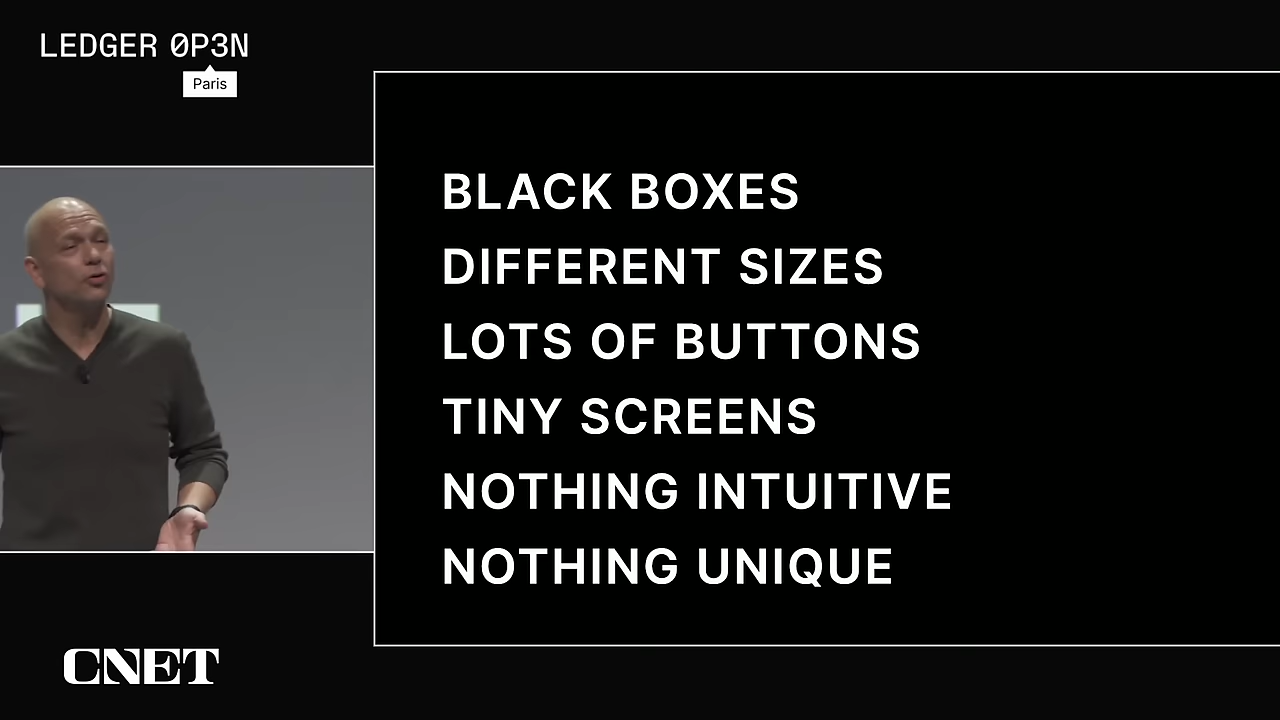 LEDGER 0P3N
Paris
BLACK BOXES
DIFFERENT SIZES
LOTS OF BUTTONS
TINY SCREENS
NOTHING INTUITIVE
NOTHING UNIQUE
CNET